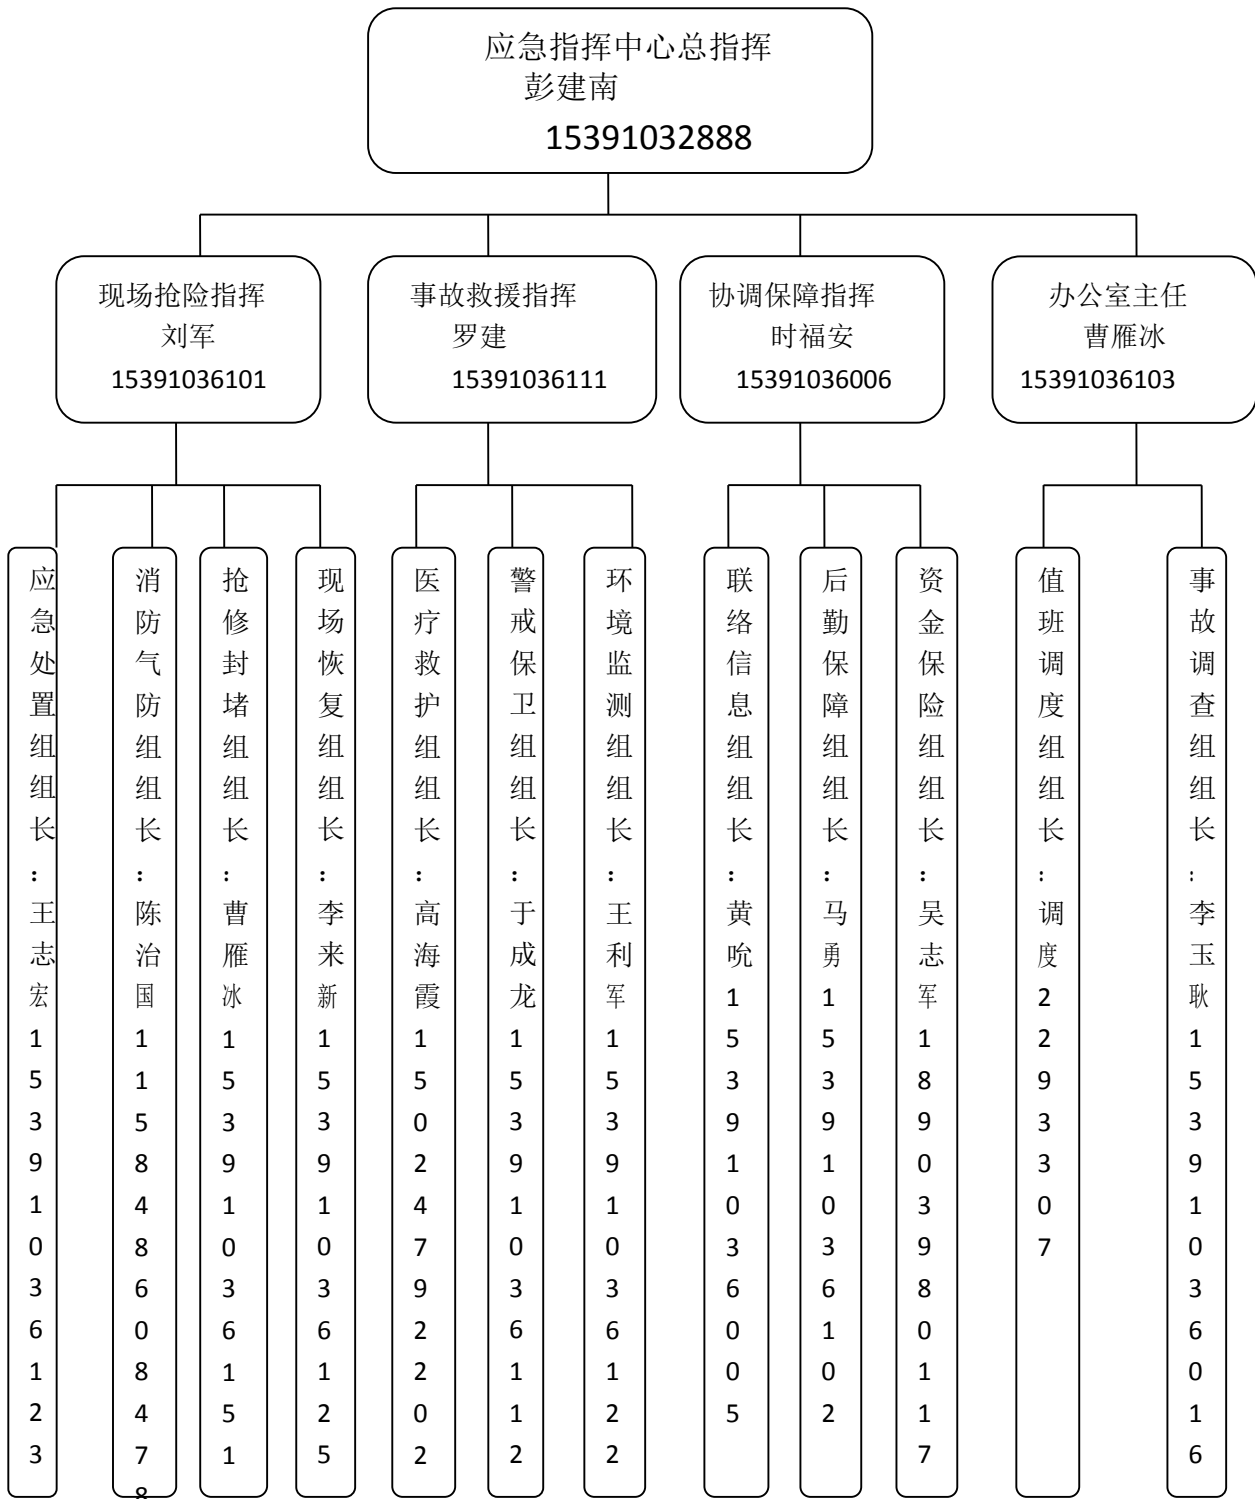 应急指挥中心总指挥
彭建南
15391032888
现场抢险指挥
刘军
15391036101
事故救援指挥
罗建
15391036111
协调保障指挥
时福安
15391036006
办公室主任
曹雁冰
15391036103
应急处置组组长:王志宏15391036123
消防气防组组长:陈治国115848608478
抢修封堵组组长:曹雁冰15391036151
现场恢复组组长:李来新15391036125
医疗救护组组长:高海霞15024792202
警戒保卫组组长:于成龙15391036112
环境监测组组长:王利军15391036122
联络信息组组长:黄吮15391036005
后勤保障组组长:马勇15391036102
资金保险组组长:吴志军18903980117
值班调度组组长:调度2293307
事故调查组组长:李玉耿15391036016